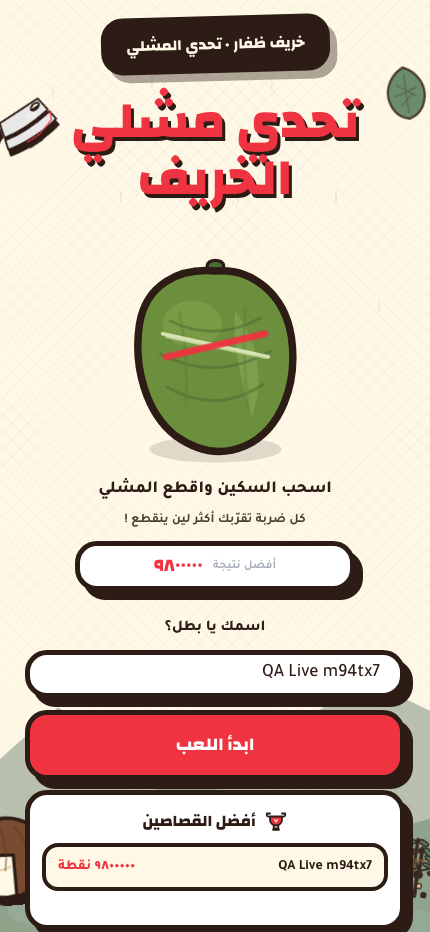 خريف ظفار • تحدي المشلي
تحدي مشلي
الخريف
اسحب السكين واقطع المشلي
كل ضربة تقرّبك أكثر لين ينقطع !
أفضل نتيجة ٩٨٠٠٠٠٠
اسمك يا بطل؟
QA Live m94tx7
ابدأ اللعب
أفضل القصاصين
QA Live m94tx7 ٩٨٠٠٠٠٠٠ نقطة